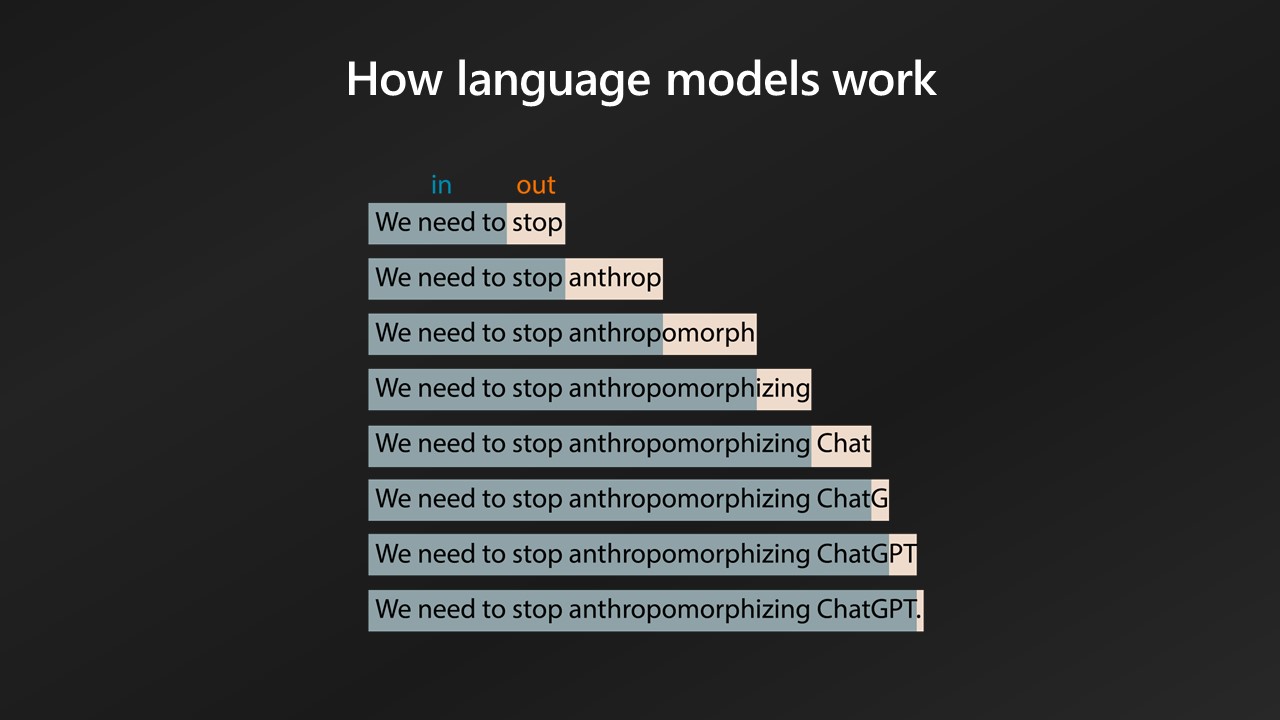 How language models work
in out
We need to stop
We need to stop anthrop
We need to stop anthropomorph
We need to stop anthropomorphizing
We need to stop anthropomorphizing Chat
We need to stop anthropomorphizing ChatG
We need to stop anthropomorphizing ChatGPT
We need to stop anthropomorphizing ChatGPT.